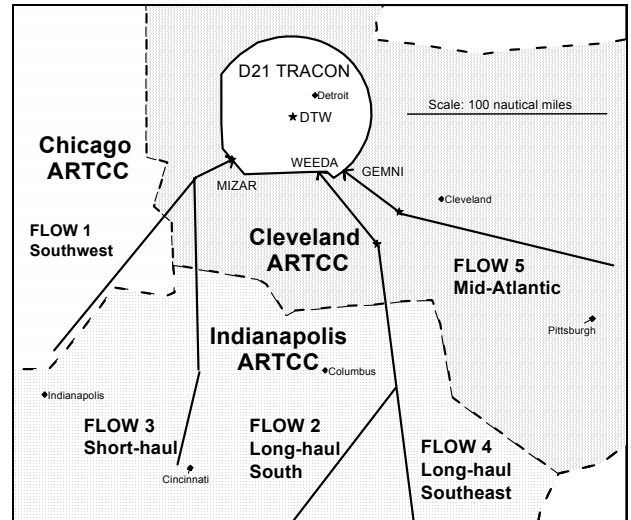 D21 TRACON
Detroit
DTW
Scale: 100 nautical miles
Chicago
ARTCC
WEEDA
GEMNI
MIZAR
Cleveland
FLOW 1
Southwest
Cleveland
ARTCC
FLOW 5
Mid-Atlantic
Pittsburgh
Indianapolis
ARTCC
Columbus
Indianapolis
FLOW 3
Short-haul
FLOW 2
Long-haul
South
FLOW 4
Long-haul
Southeast
Cincinnati